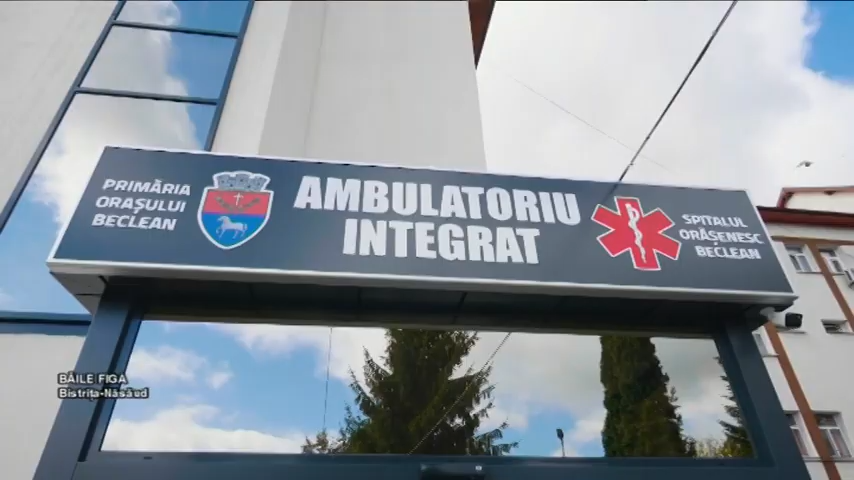 PRIMĂRIA
ORAȘULUI
BECLEAN
AMBULATORIU
INTEGRAT
SPITALUL
ORĂȘENESC
BECLEAN
BĂILE FIGA
Bistrița-Năsăud